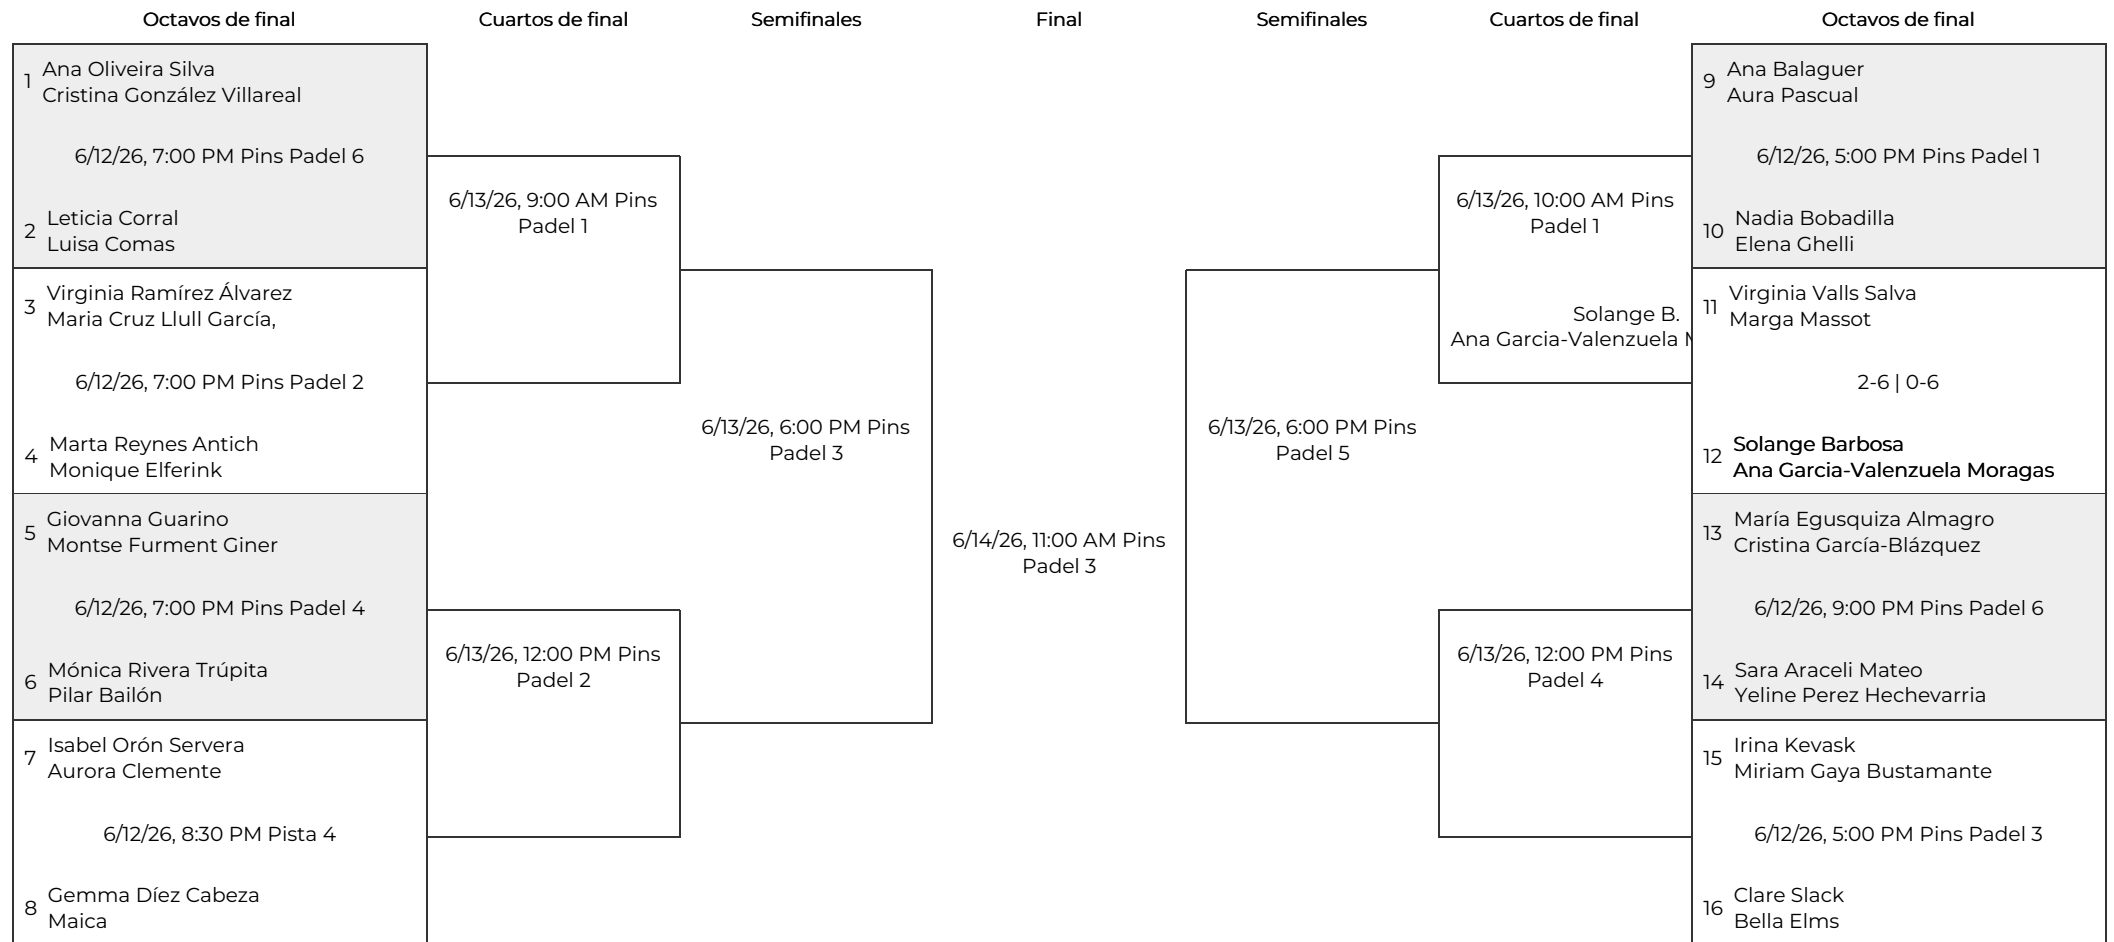 Octavos de final
Cuartos de final
Semifinales
Final
Semifinales
Cuartos de final
Octavos de final
1
Ana Oliveira Silva
Cristina González Villareal
6/12/26, 7:00 PM Pins Padel 6
2
Leticia Corral
Luisa Comas
3
Virginia Ramírez Álvarez
Maria Cruz Llull García,
6/12/26, 7:00 PM Pins Padel 2
4
Marta Reynes Antich
Monique Elferink
5
Giovanna Guarino
Montse Furment Giner
6/12/26, 7:00 PM Pins Padel 4
6
Mónica Rivera Trúpita
Pilar Bailón
7
Isabel Orón Servera
Aurora Clemente
6/12/26, 8:30 PM Pista 4
8
Gemma Díez Cabeza
Maica
6/13/26, 9:00 AM Pins
Padel 1
6/13/26, 12:00 PM Pins
Padel 2
6/13/26, 6:00 PM Pins
Padel 3
6/14/26, 11:00 AM Pins
Padel 3
6/13/26, 6:00 PM Pins
Padel 5
6/13/26, 10:00 AM Pins
Padel 1
Solange B.
Ana Garcia-Valenzuela M
6/13/26, 12:00 PM Pins
Padel 4
9
Ana Balaguer
Aura Pascual
6/12/26, 5:00 PM Pins Padel 1
10
Nadia Bobadilla
Elena Ghelli
11
Virginia Valls Salva
Marga Massot
2-6 | 0-6
12
Solange Barbosa
Ana Garcia-Valenzuela Moragas
13
María Egusquiza Almagro
Cristina García-Blázquez
6/12/26, 9:00 PM Pins Padel 6
14
Sara Araceli Mateo
Yeline Perez Hechevarria
15
Irina Kevask
Miriam Gaya Bustamante
6/12/26, 5:00 PM Pins Padel 3
16
Clare Slack
Bella Elms